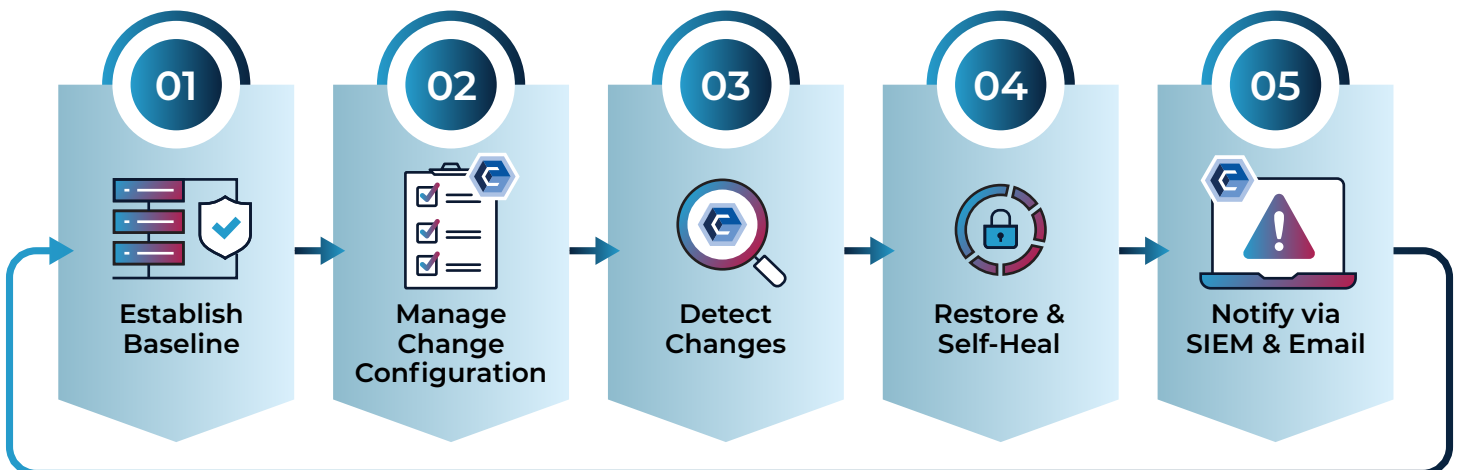 01
Establish
Baseline
02
Manage
Change
Configuration
03
Detect
Changes
04
Restore &
Self-Heal
05
Notify via
SIEM & Email